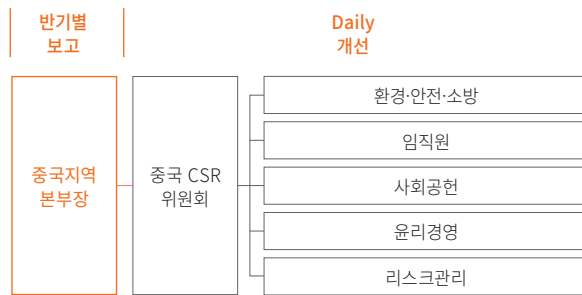 반기별
보고
Daily
개선
중국지역
본부장
중국 CSR
위원회
환경·안전·소방
임직원
사회공헌
윤리경영
리스크관리